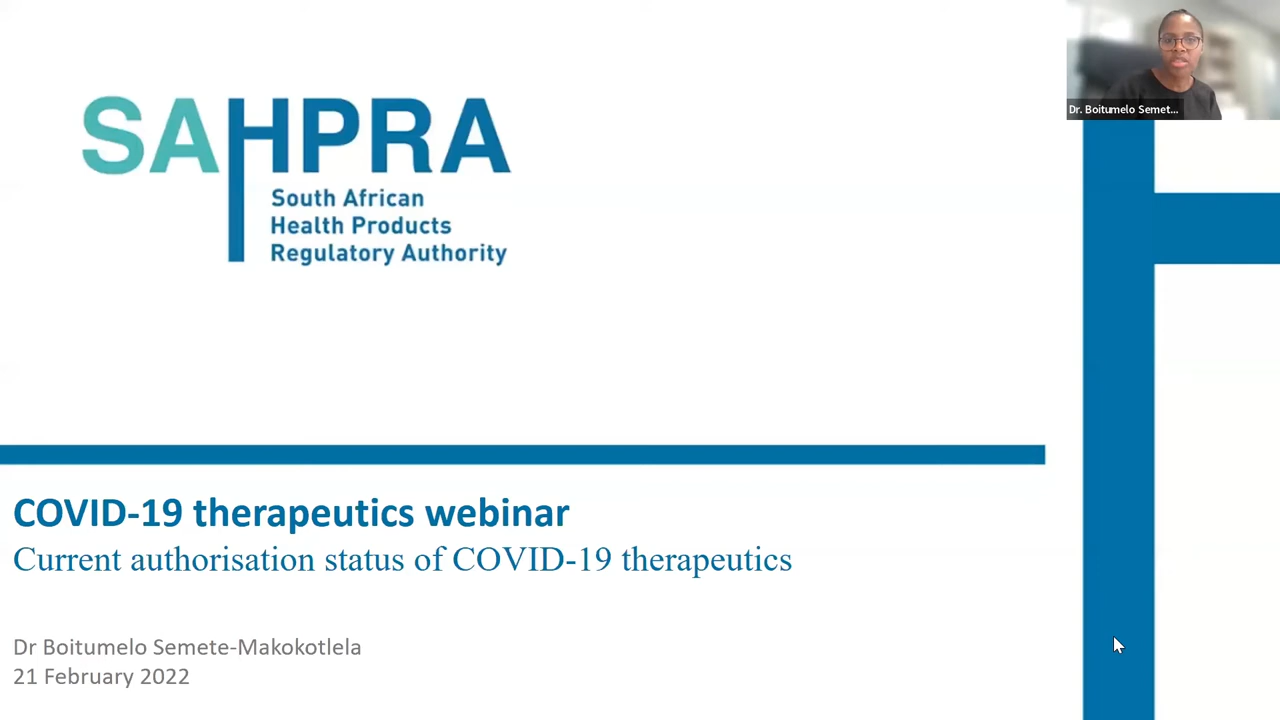 SAHPRA
South African
Health Products
Regulatory Authority
Dr. Boitumelo Semet...
COVID-19 therapeutics webinar
Current authorisation status of COVID-19 therapeutics
Dr Boitumelo Semete-Makokotlela
21 February 2022